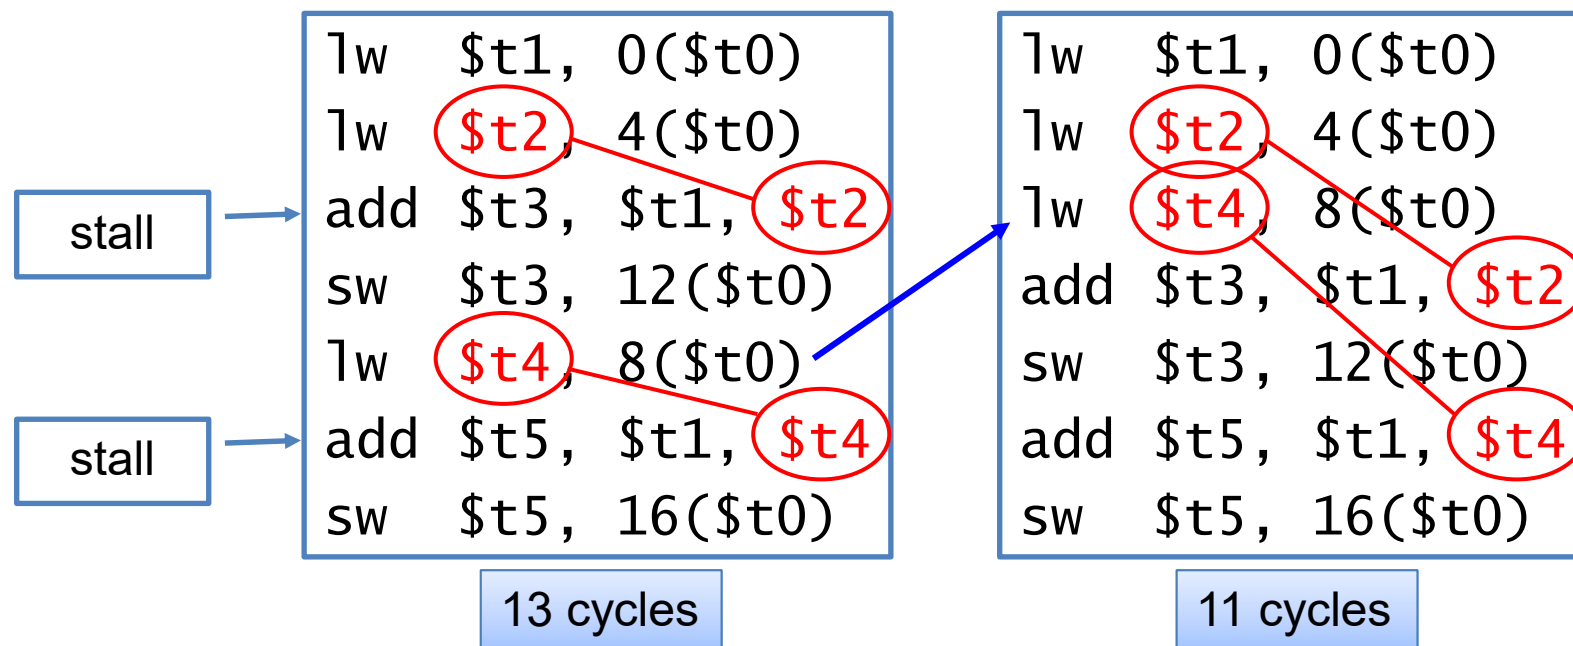 lw $t1, 0($t0)
lw $t2, 4($t0)
stall
add $t3, $t1, $t2
sw $t3, 12($t0)
lw $t4, 8($t0)
stall
add $t5, $t1, $t4
sw $t5, 16($t0)
13 cycles
lw $t1, 0($t0)
lw $t2, 4($t0)
lw $t4, 8($t0)
add $t3, $t1, $t2
sw $t3, 12($t0)
add $t5, $t1, $t4
sw $t5, 16($t0)
11 cycles